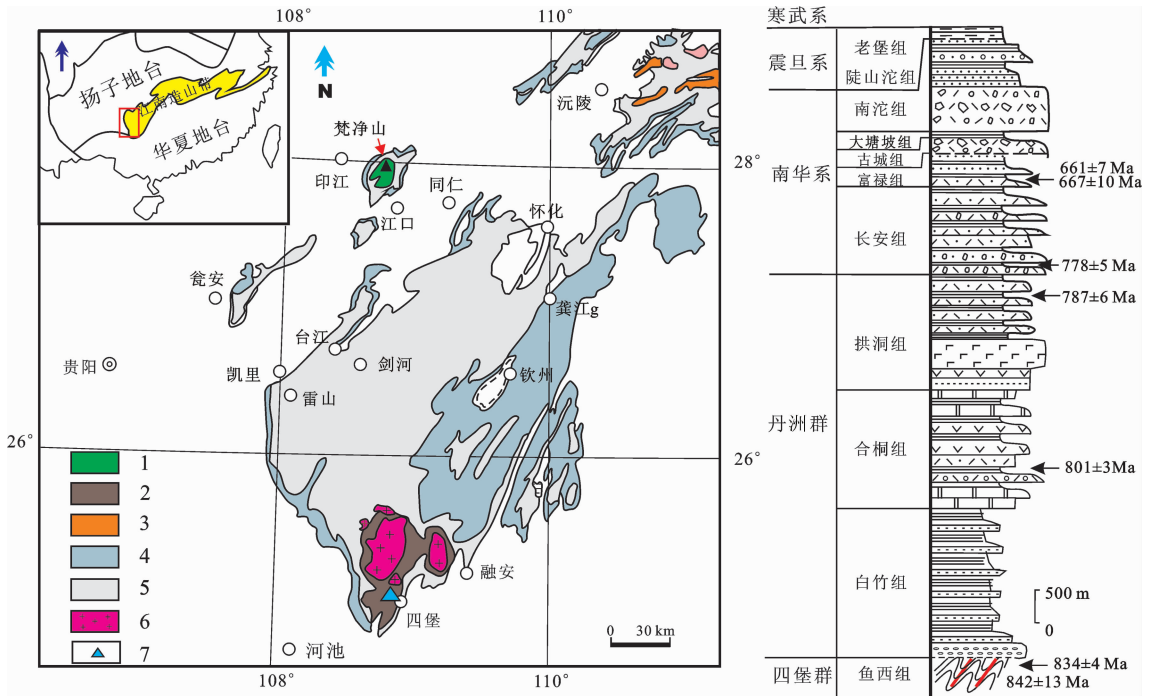 108°
110°
扬子地台
江南造山带
华夏地台
N
沅陵
梵净山
印江
江口
同仁
28°
怀化
瓮安
龚江g
台江
贵阳
凯里
剑河
雷山
钦州
26°
26°
1
2
3
4
5
6
7
融安
四堡
河池
0 30 km
108°
110°
寒武系
震旦系
老堡组
陡山沱组
南沱组
南华系
大塘坡组
古城组
富禄组
长安组
661±7 Ma
667±10 Ma
778±5 Ma
787±6 Ma
丹洲群
拱洞组
合桐组
801±3Ma
白竹组
500 m
0
四堡群
鱼西组
834±4 Ma
842±13 Ma